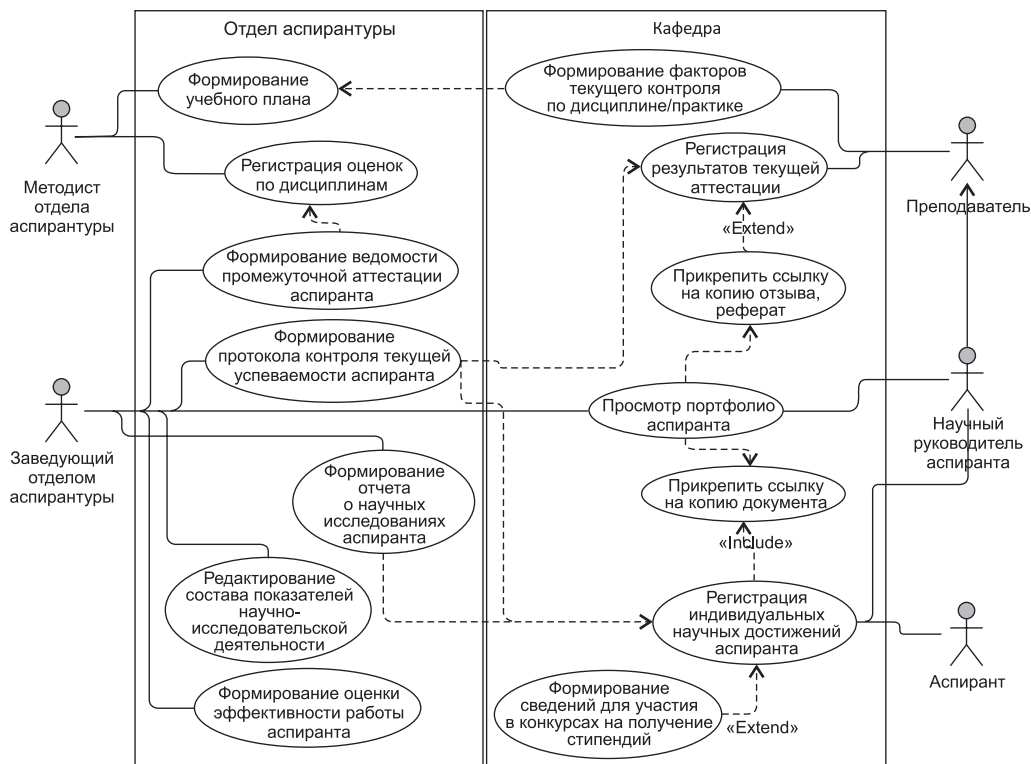 Отдел аспирантуры
Кафедра
Формирование
учебного плана
Формирование факторов
текущего контроля
по дисциплине/практике
Методист
отдела
аспирантуры
Регистрация оценок
по дисциплинам
Регистрация
результатов текущей
аттестации
Преподаватель
«Extend»
Формирование ведомости
промежуточной аттестации
аспиранта
Прикрепить ссылку
на копию отзыва,
реферат
Формирование
протокола контроля текущей
успеваемости аспиранта
Заведующий
отделом
аспирантуры
Просмотр портфолио
аспиранта
Научный
руководитель
аспиранта
Формирование
отчета
о научных
исследованиях
аспиранта
Прикрепить ссылку
на копию документа
«Include»
Редактирование
состава показателей
научно-
исследовательской
деятельности
Регистрация
индивидуальных
научных достижений
аспиранта
Аспирант
Формирование оценки
эффективности работы
аспиранта
Формирование
сведений для участия
в конкурсах на получение
стипендий
«Extend»